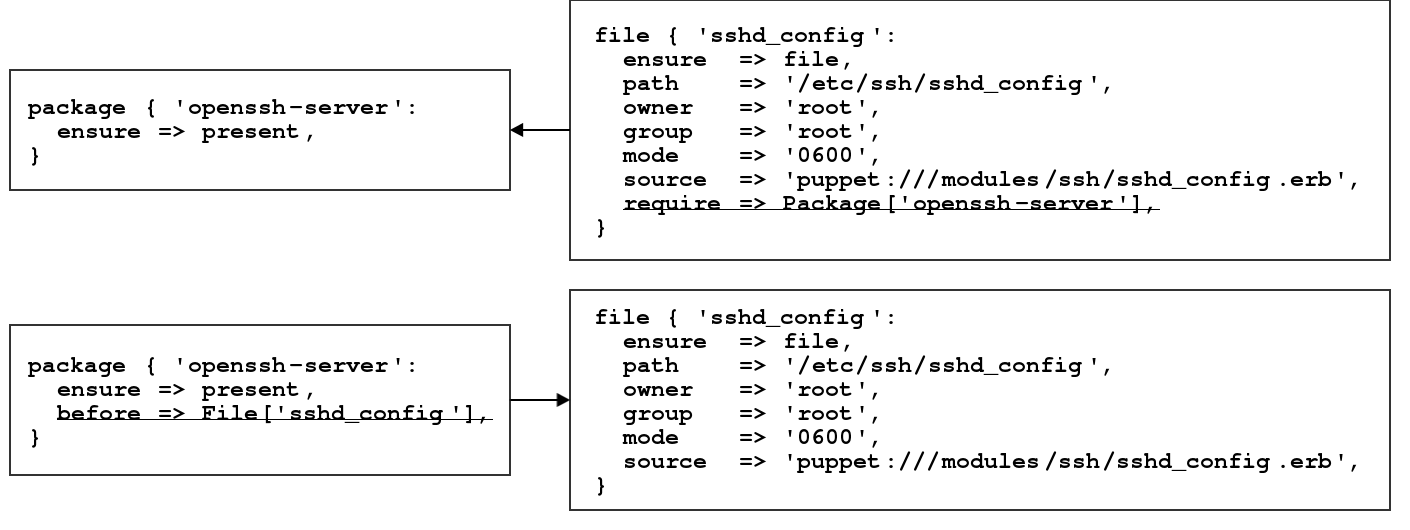 package { 'openssh-server':
  ensure => present,
}
file { 'sshd_config':
  ensure  => file,
  path    => '/etc/ssh/sshd_config',
  owner   => 'root',
  group   => 'root',
  mode    => '0600',
  source  => 'puppet:///modules/ssh/sshd_config.erb',
  require => Package['openssh-server'],
}
package { 'openssh-server':
  ensure => present,
  before => File['sshd_config'],
}
file { 'sshd_config':
  ensure  => file,
  path    => '/etc/ssh/sshd_config',
  owner   => 'root',
  group   => 'root',
  mode    => '0600',
  source  => 'puppet:///modules/ssh/sshd_config.erb',
}